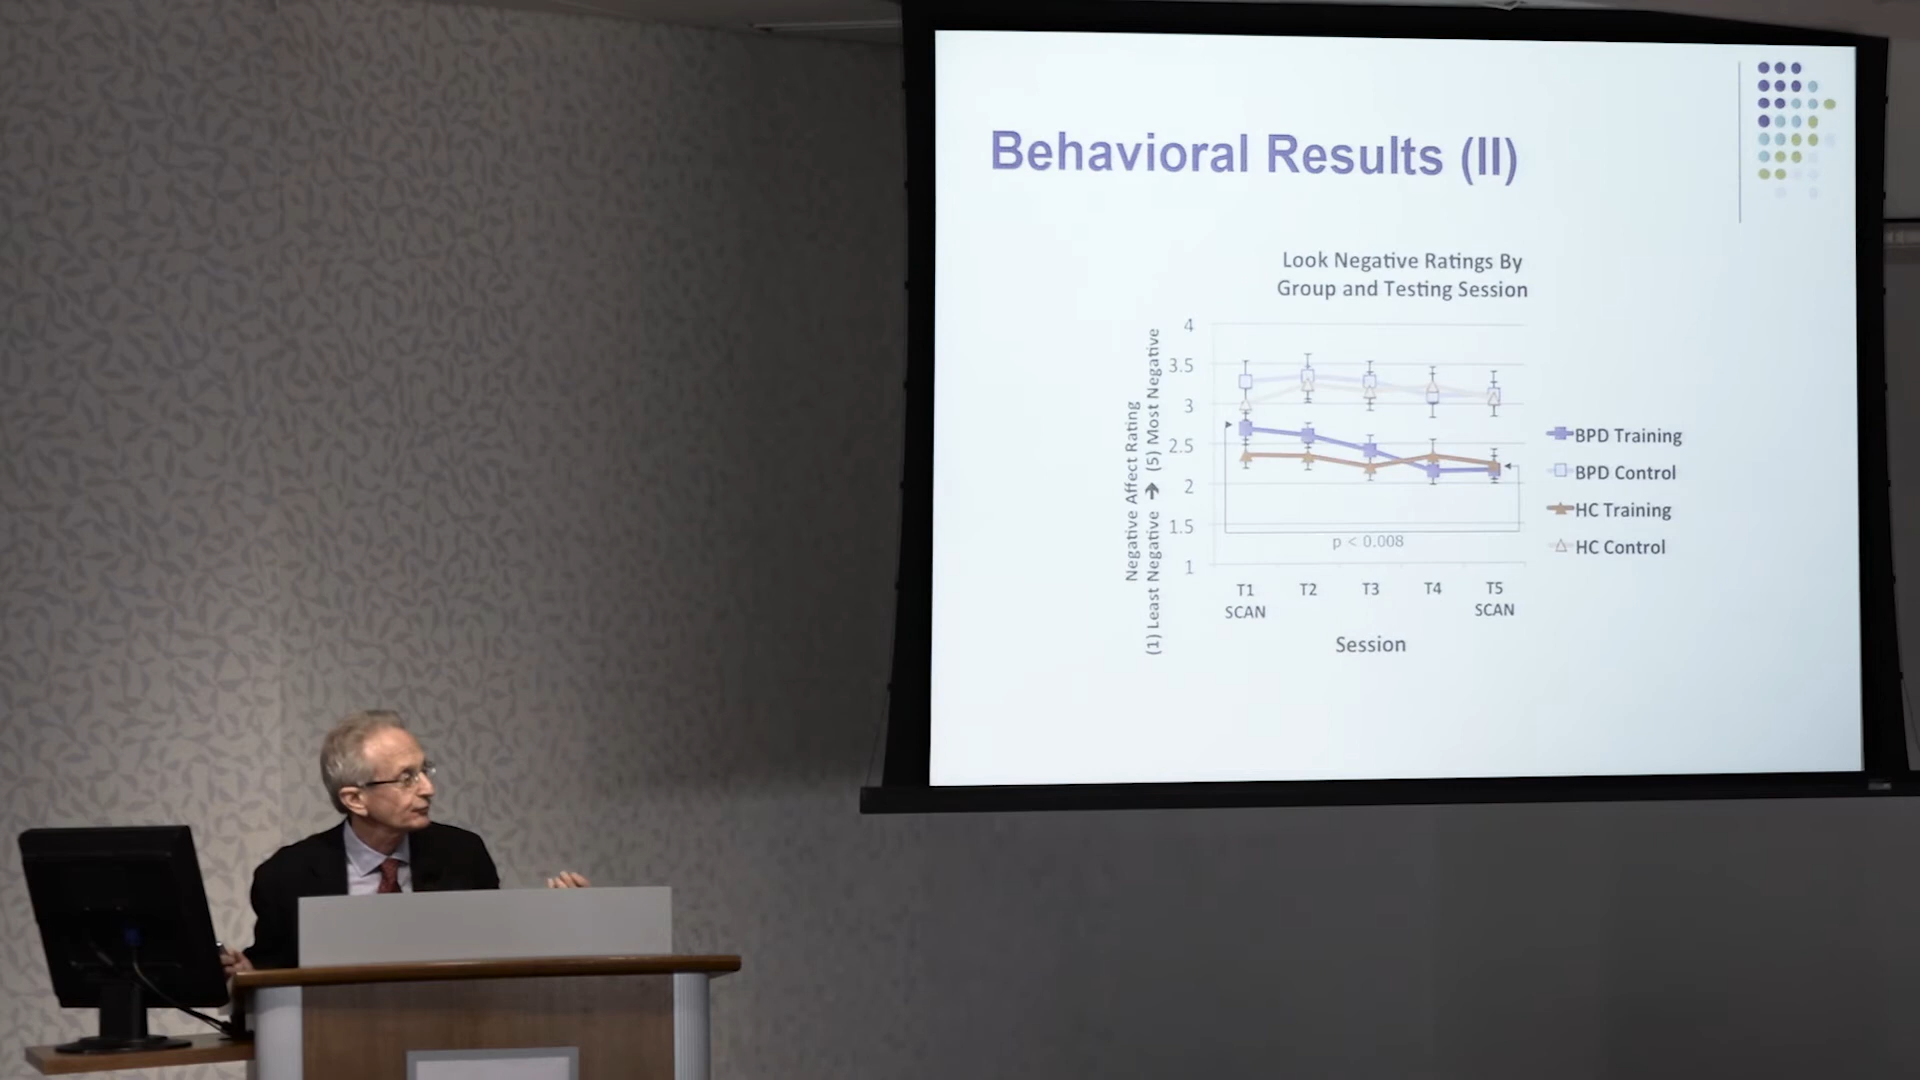 Behavioral Results (II)
Look Negative Ratings By
Group and Testing Session
Negative Affect Rating
(1) Least Negative → (5) Most Negative
4
3.5
3
2.5
2
1.5
1
p < 0.008
T1 T2 T3 T4 T5
SCAN SCAN
Session
BPD Training
BPD Control
HC Training
HC Control